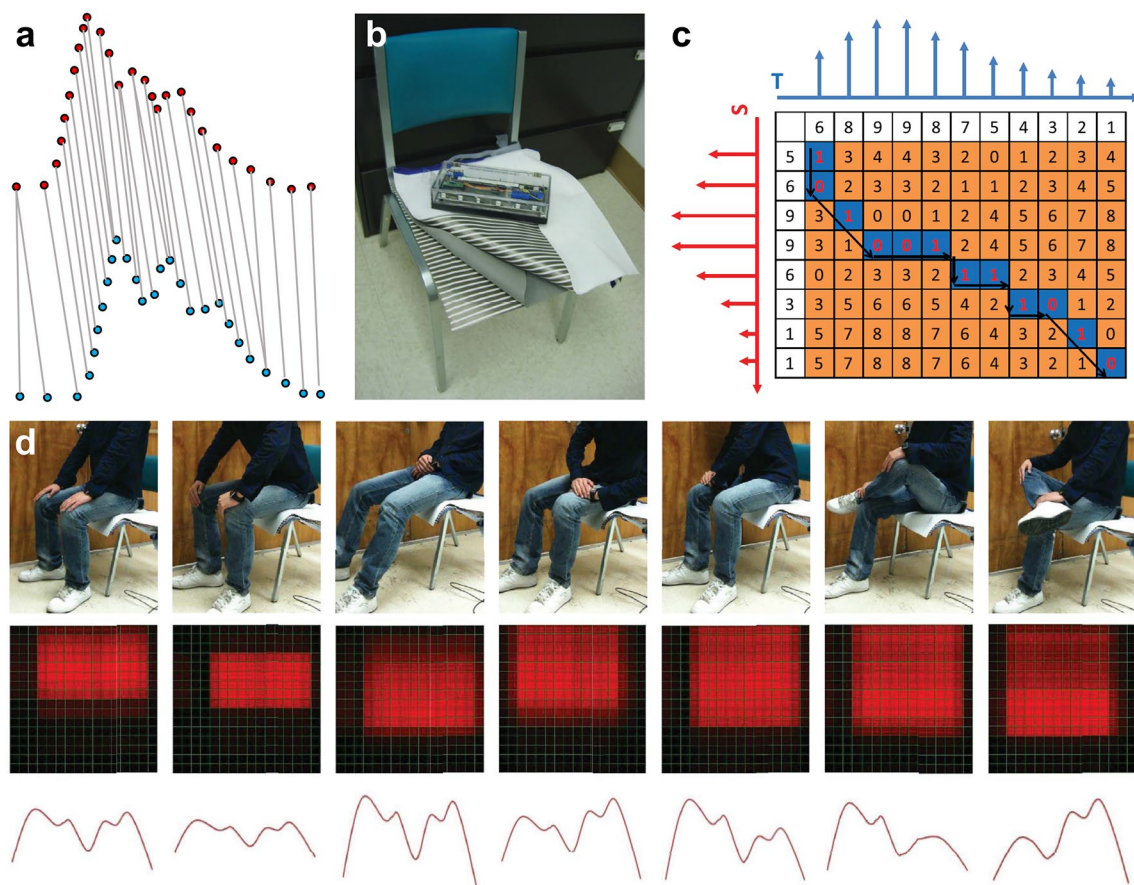 a
b
c
T
S
6 8 9 9 8 7 5 4 3 2 1
5 1 3 4 4 3 2 0 1 2 3 4
6 0 2 3 3 2 1 1 2 3 4 5
9 3 1 0 0 1 2 4 5 6 7 8
9 3 1 0 0 1 2 4 5 6 7 8
6 0 2 3 3 2 1 1 2 3 4 5
3 3 5 6 6 5 4 2 1 0 1 2
1 5 7 8 8 7 6 4 3 2 1 0
1 5 7 8 8 7 6 4 3 2 1 0
d